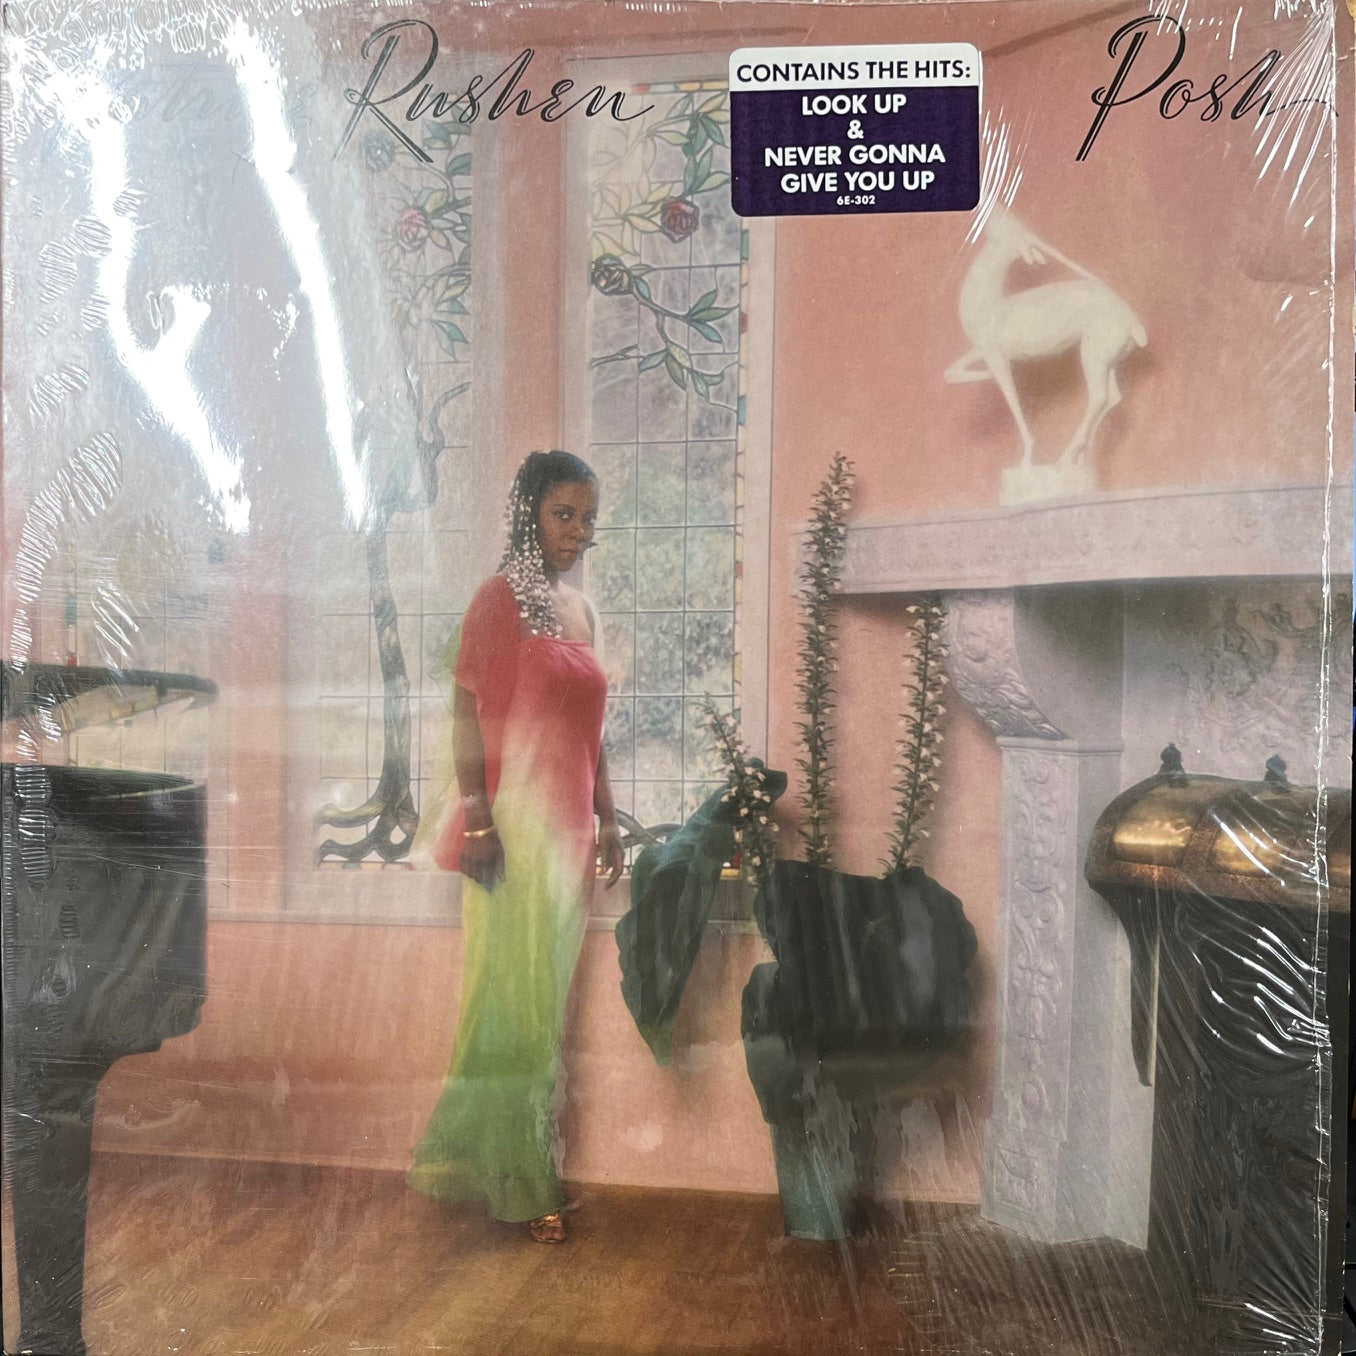 Rushen Posh
CONTAINS THE HITS:
LOOK UP
&
NEVER GONNA
GIVE YOU UP
6E-302